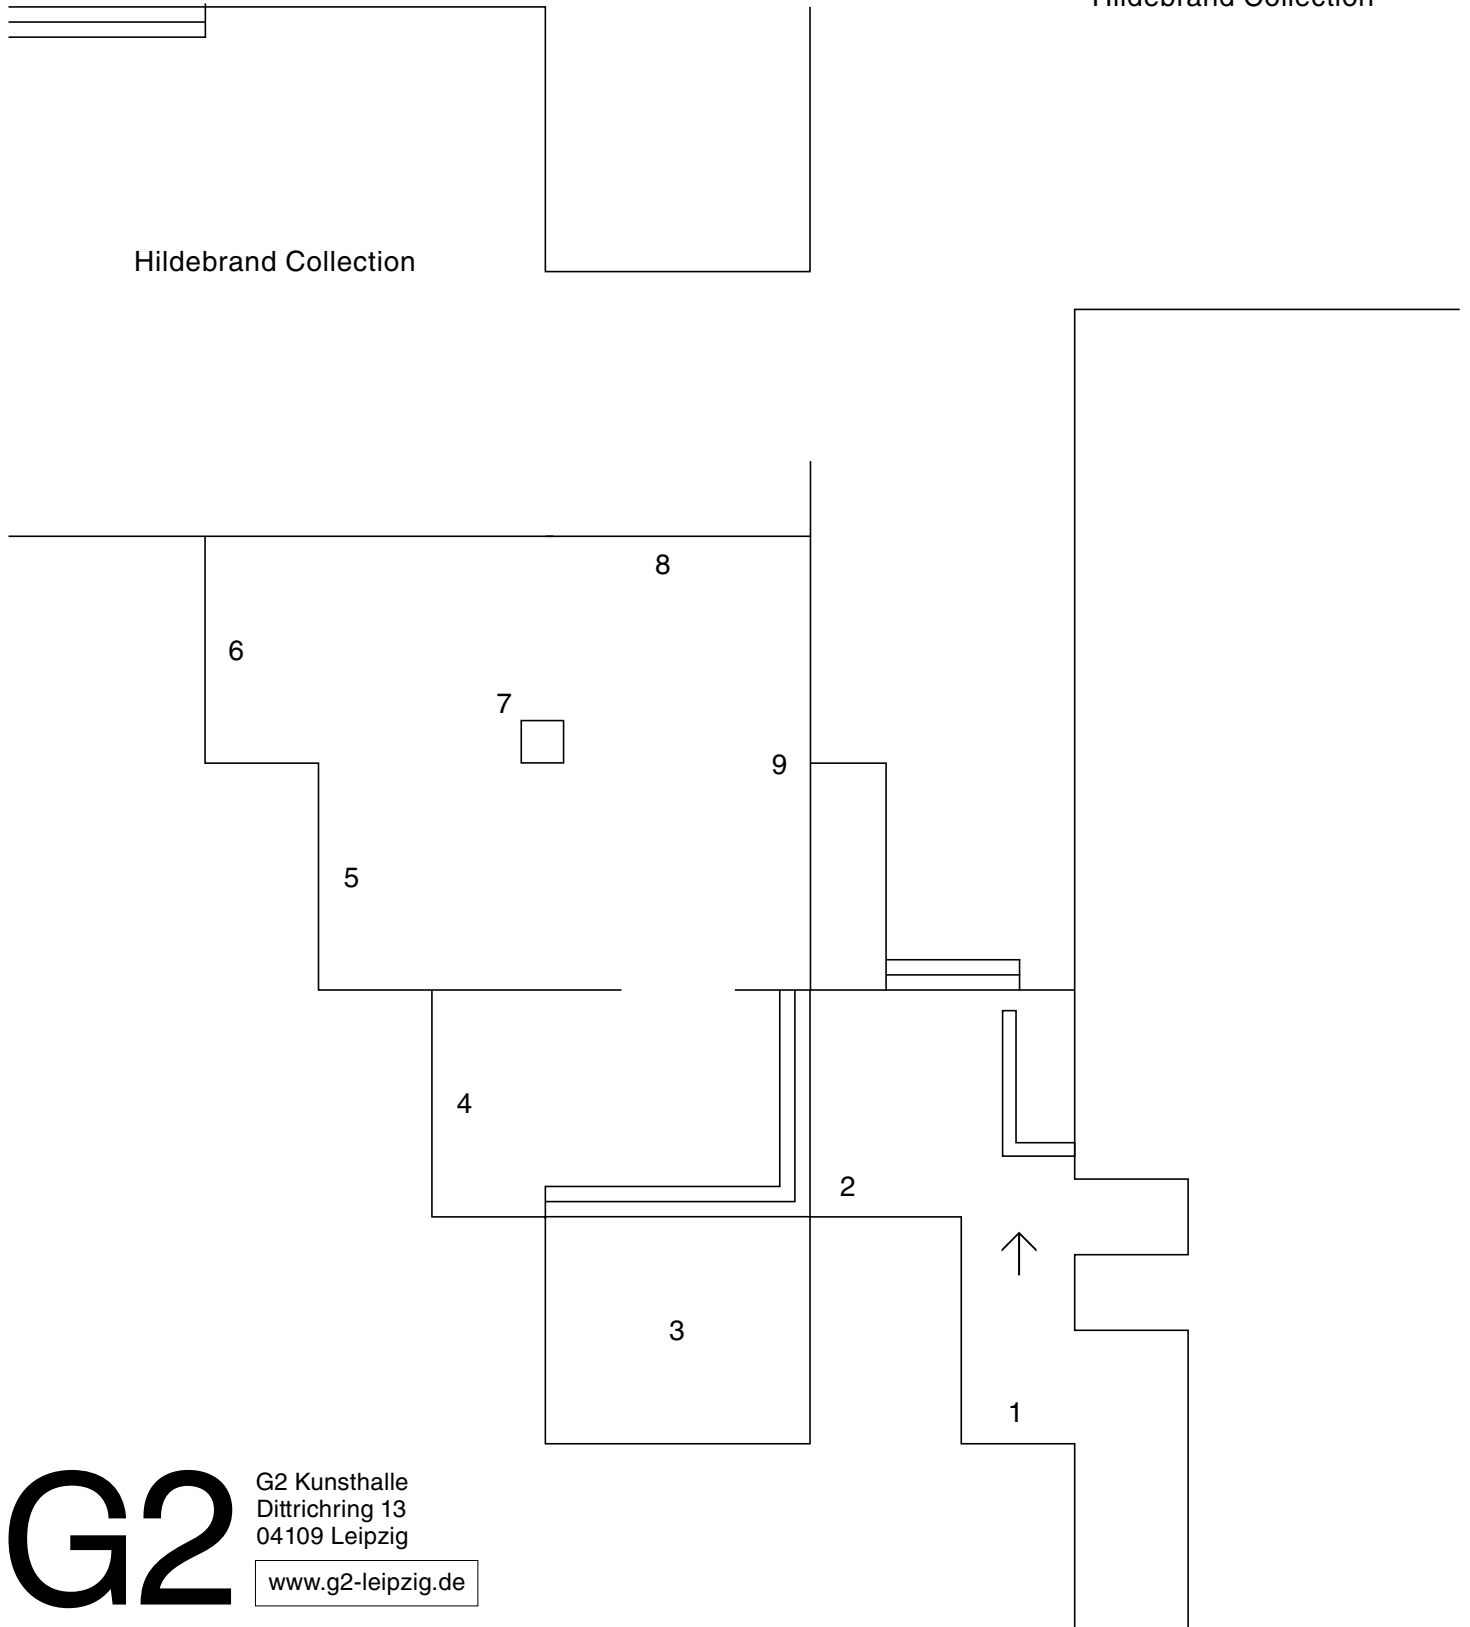 Hildebrand Collection
Hildebrand Collection
8
6
7
9
5
4
2
3
1
G2
G2 Kunsthalle
Dittrichring 13
04109 Leipzig
www.g2-leipzig.de